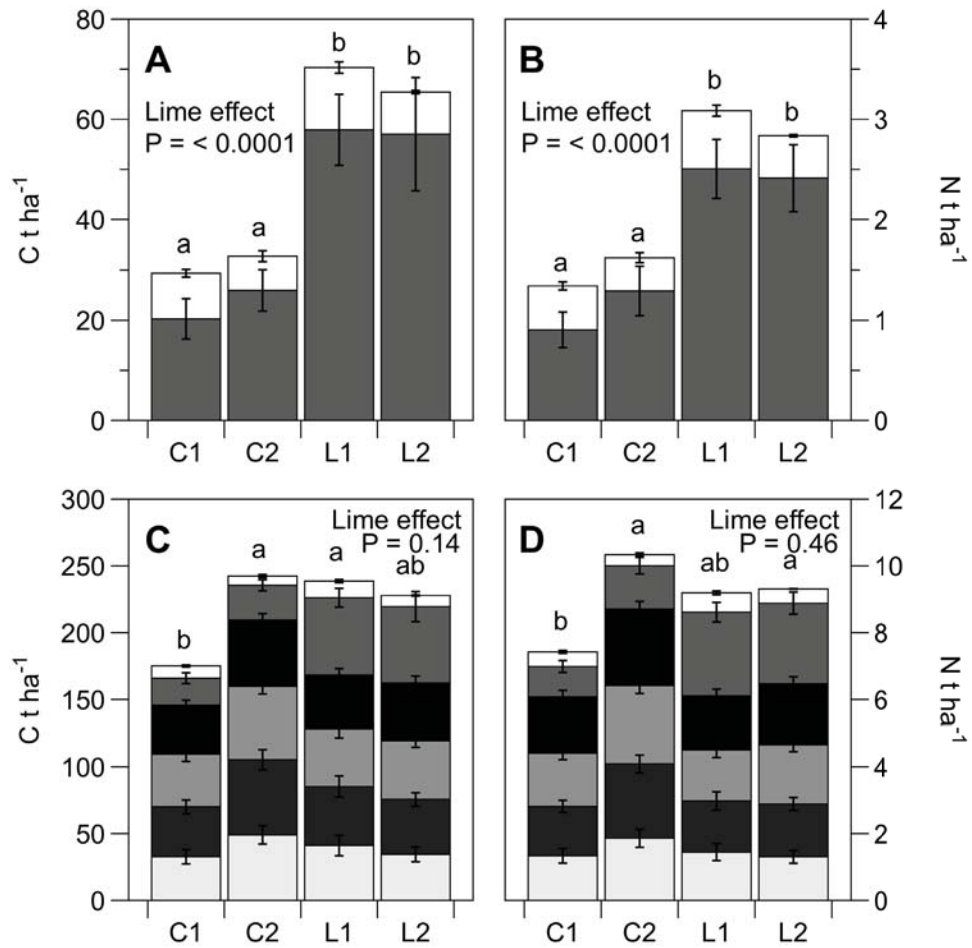 80
60
40
20
0
C t ha-1
A
Lime effect
P = < 0.0001
a
a
b
b
C1
C2
L1
L2
4
3
2
1
0
N t ha-1
B
Lime effect
P = < 0.0001
a
a
b
b
C1
C2
L1
L2
300
250
200
150
100
50
0
C t ha-1
C
Lime effect
P = 0.14
b
a
a
ab
C1
C2
L1
L2
12
10
8
6
4
2
0
N t ha-1
D
Lime effect
P = 0.46
b
a
ab
a
C1
C2
L1
L2